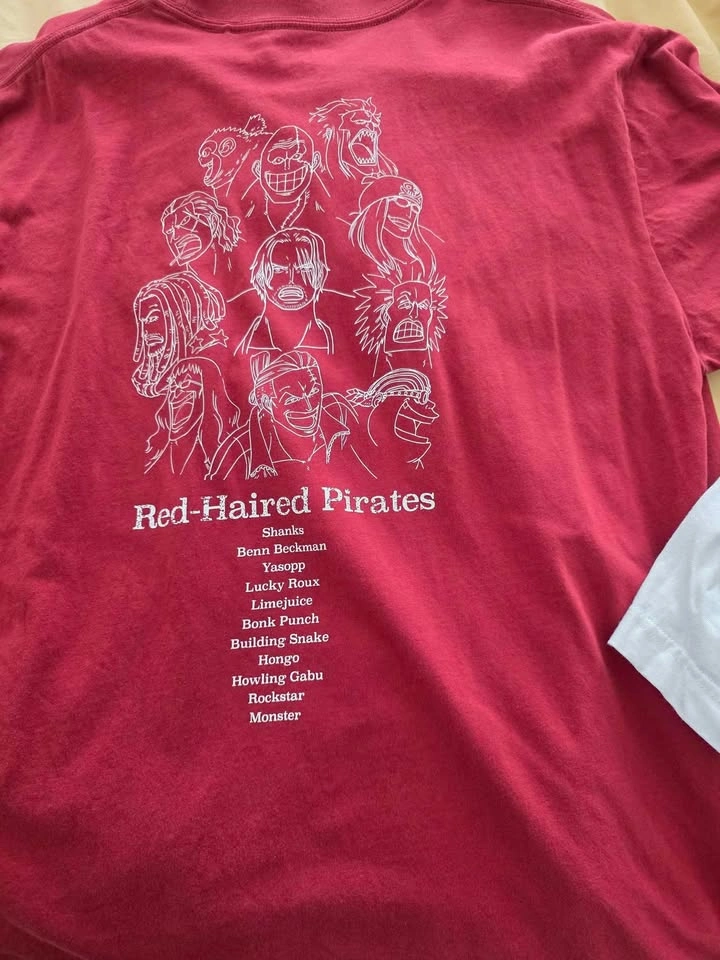 Red-Haired Pirates
Shanks
Benn Beckman
Yasopp
Lucky Roux
Limejuice
Bonk Punch
Building Snake
Hongo
Howling Gabu
Rockstar
Monster